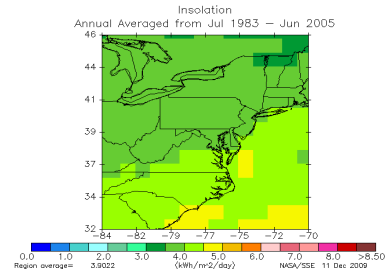 Insolation
Annual Averaged from Jul 1983 – Jun 2005
46
44
41
39
37
34
32
−84 −82 −79 −77 −75 −72 −70
0.0 1.0 2.0 3.0 4.0 5.0 6.0 7.0 8.0 >8.50
Region average= 3.9022 (kWh/m^2/day) NASA/SSE 11 Dec 2009